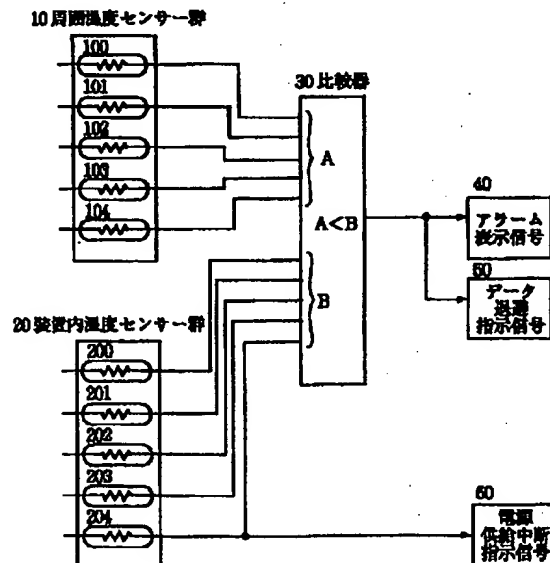 10周囲温度センサー群
100
101
102
103
104
30比較器
A
A<B
B
40
アラーム
表示信号
50
データ
退避
指示信号
20装置内温度センサー群
200
201
202
203
204
60
電源
供給中断
指示信号